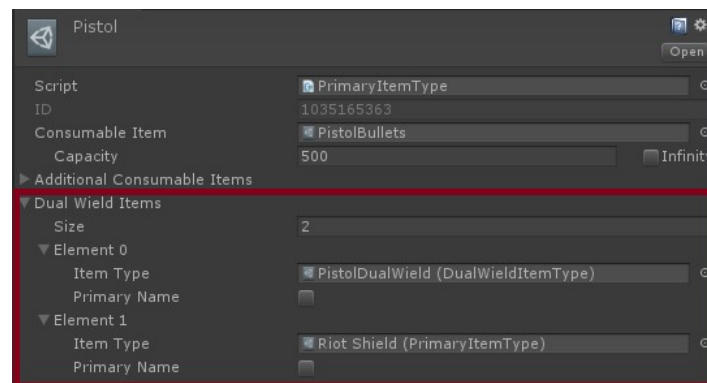 Pistol
Open
Script PrimaryItemType
ID 1035165363
Consumable Item PistolBullets
Capacity 500 Infinity
Additional Consumable Items
Dual Wield Items
Size 2
Element 0
Item Type PistolDualWield (DualWieldItemType)
Primary Name
Element 1
Item Type Riot Shield (PrimaryItemType)
Primary Name